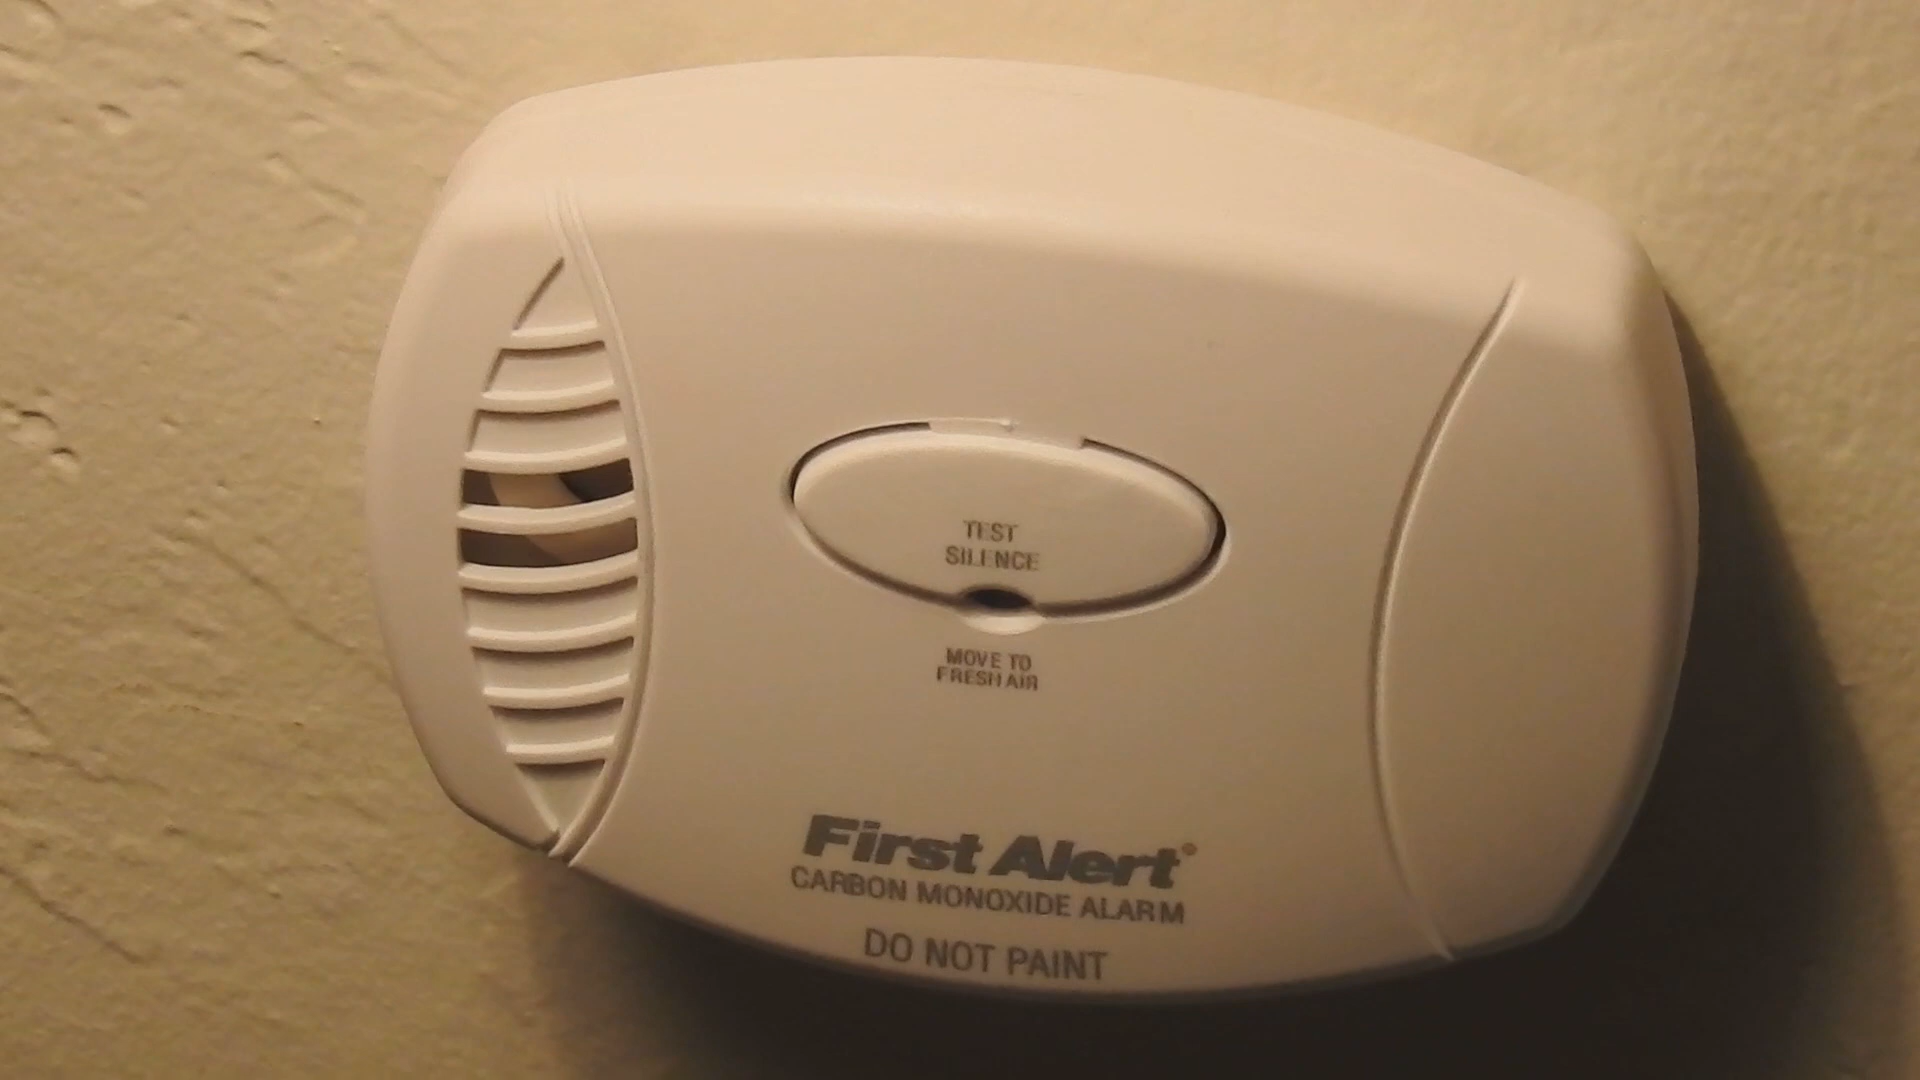 TEST
SILENCE
MOVE TO
FRESH AIR
First Alert®
CARBON MONOXIDE ALARM
DO NOT PAINT